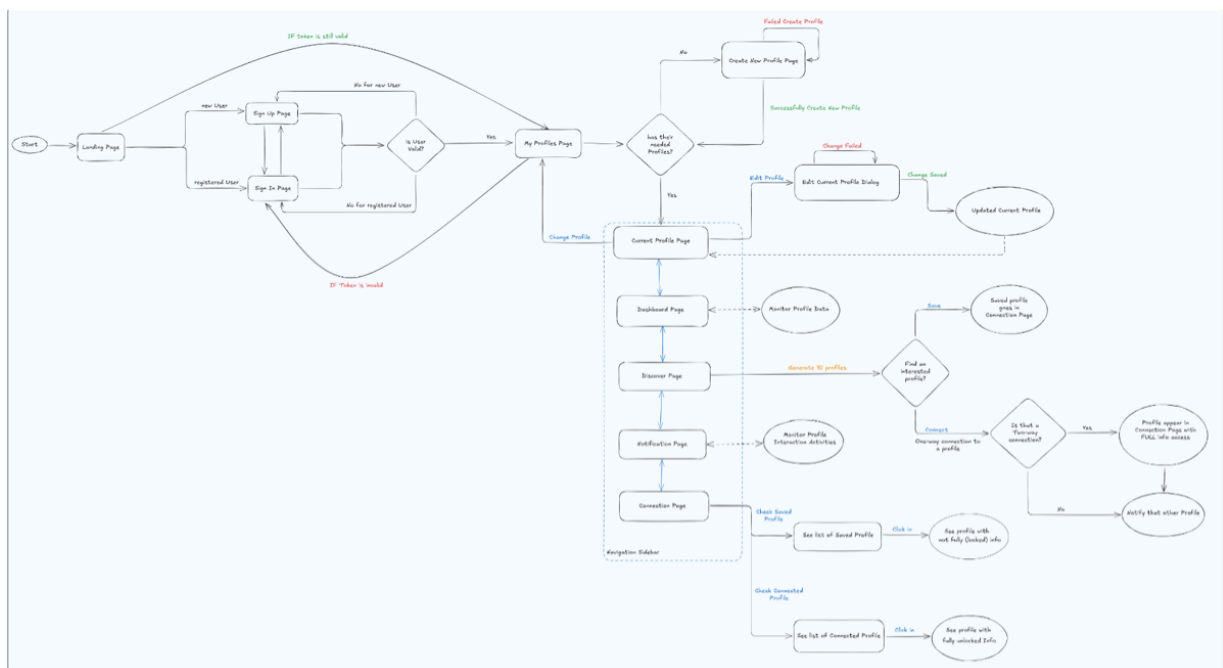 Failed Create Profile
IF token is still valid
No
Create New Profile Page
No for new User
new User
Sign Up Page
Successfully Create New Profile
Start
Landing Page
Is User
Valid?
Yes
My Profiles Page
has their
needed
Profiles?
Change Failed
registered User
Sign In Page
Edit Profile
Edit Current Profile Dialog
Change Saved
Yes
No for registered User
Updated Current Profile
Change Profile
Current Profile Page
IF Token is invalid
Saved profile
goes in
Connection Page
Save
Dashboard Page
Monitor Profile Data
Find an
interested
profile?
Generate 10 profiles
Discover Page
Connect
One-way connection to
a profile
Is that a
Two-way
connection?
Yes
Profile appear in
Connection Page with
FULL info access
Notification Page
Monitor Profile
Interaction Activities
Connection Page
No
Notify that other Profile
Check Saved
Profile
See list of Saved Profile
Click in
See profile with
not fully (locked) info
Navigation Sidebar
Check Connected
Profile
See list of Connected Profile
Click in
See profile with
fully unlocked Info